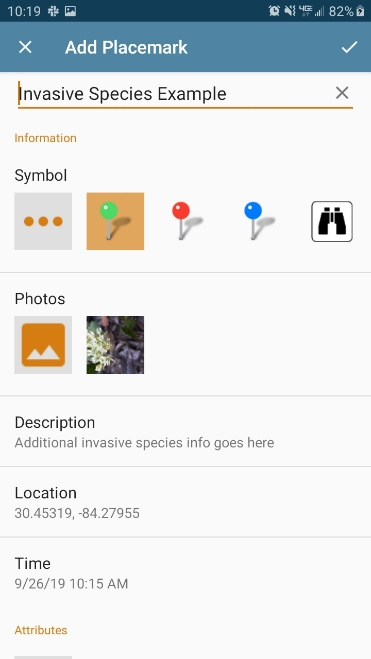 10:19 82%
Add Placemark
Invasive Species Example
Information
Symbol
Photos
Description
Additional invasive species info goes here
Location
30.45319, -84.27955
Time
9/26/19 10:15 AM
Attributes